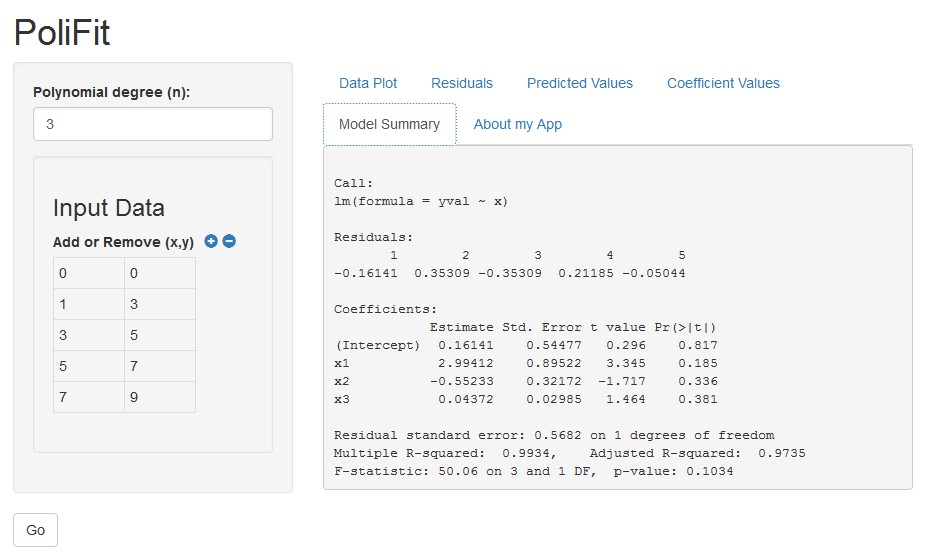 PoliFit
Polynomial degree (n):
3
Input Data
Add or Remove (x,y)
0 0
1 3
3 5
5 7
7 9
Go
Data Plot Residuals Predicted Values Coefficient Values
Model Summary About my App
Call:
lm(formula = yval ~ x)
Residuals:
1 2 3 4 5
-0.16141 0.35309 -0.35309 0.21185 -0.05044
Coefficients:
Estimate Std. Error t value Pr(>|t|)
(Intercept) 0.16141 0.54477 0.296 0.817
x1 2.99412 0.89522 3.345 0.185
x2 -0.55233 0.32172 -1.717 0.336
x3 0.04372 0.02985 1.464 0.381
Residual standard error: 0.5682 on 1 degrees of freedom
Multiple R-squared: 0.9934, Adjusted R-squared: 0.9735
F-statistic: 50.06 on 3 and 1 DF, p-value: 0.1034